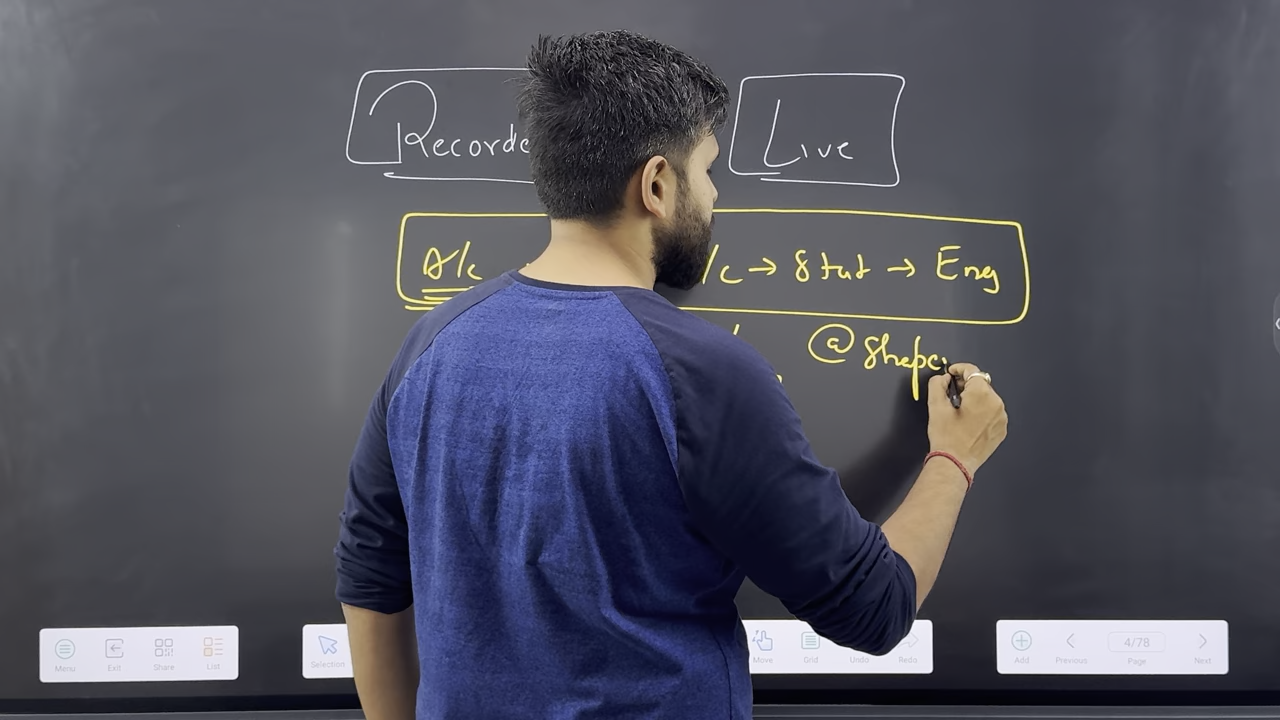 Recorde
Live
A/c
/c → Stat → Eng
@shape
Menu Exit Share List
Selection Move Grid Undo Redo
Add Previous 4/78 Page Next